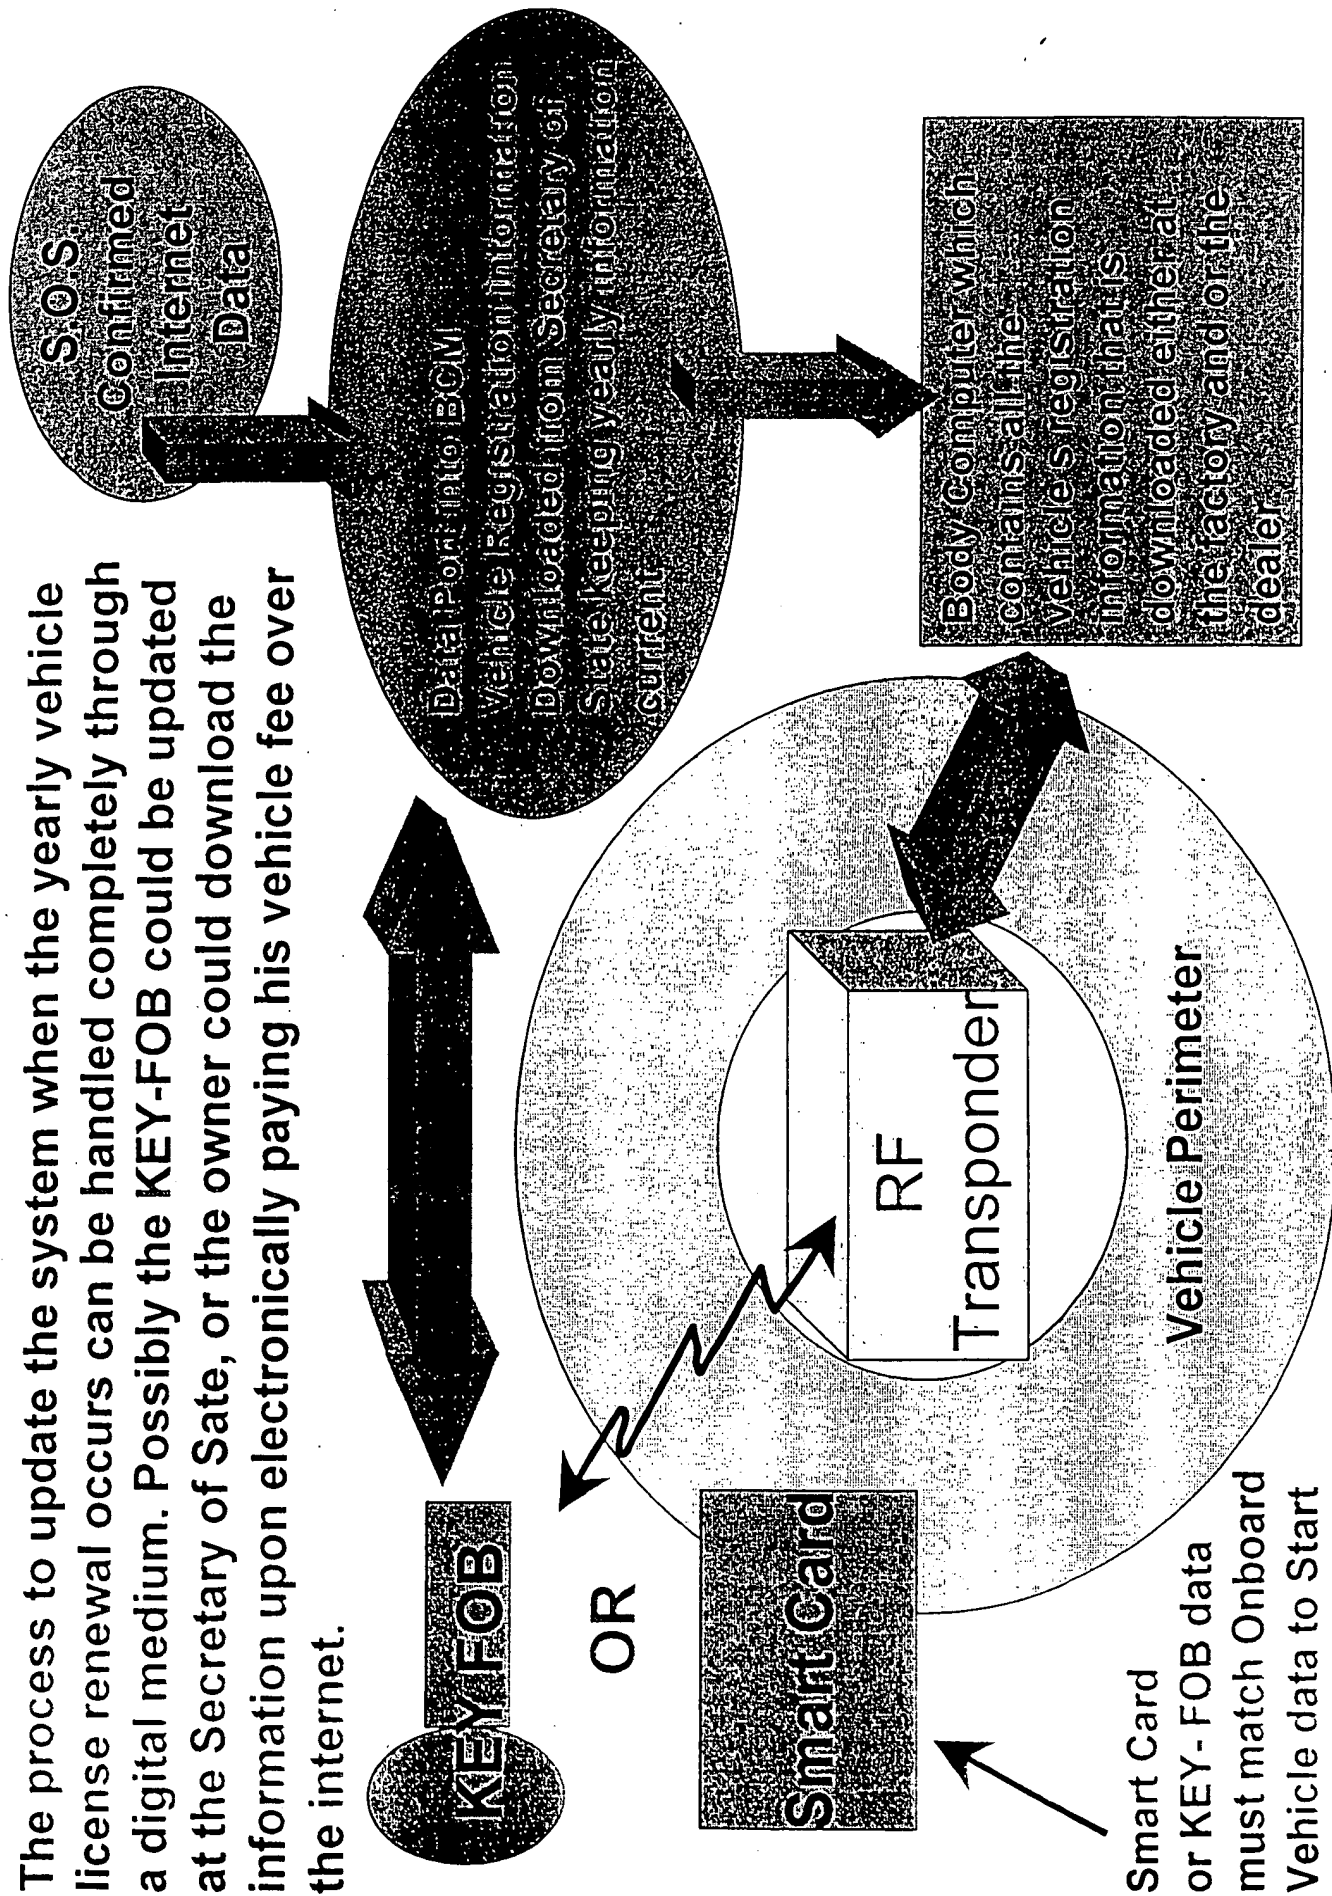 The process to update the system when the yearly vehicle
license renewal occurs can be handled completely through
a digital medium. Possibly the KEY-FOB could be updated
at the Secretary of Sate, or the owner could download the
information upon electronically paying his vehicle fee over
the internet.
S.O.S.
Confirmed
Internet
Data
KEY FOB
Data Port into BCM
Vehicle Registration information
Downloaded from Secretary of
State keeping yearly information
current
OR
Smart Card
RF
Transponder
Vehicle Perimeter
Body Computer which
contains all the
vehicle s registration
information that is
downloaded either at
the factory and or the
dealer
Smart Card
or KEY- FOB data
must match Onboard
Vehicle data to Start